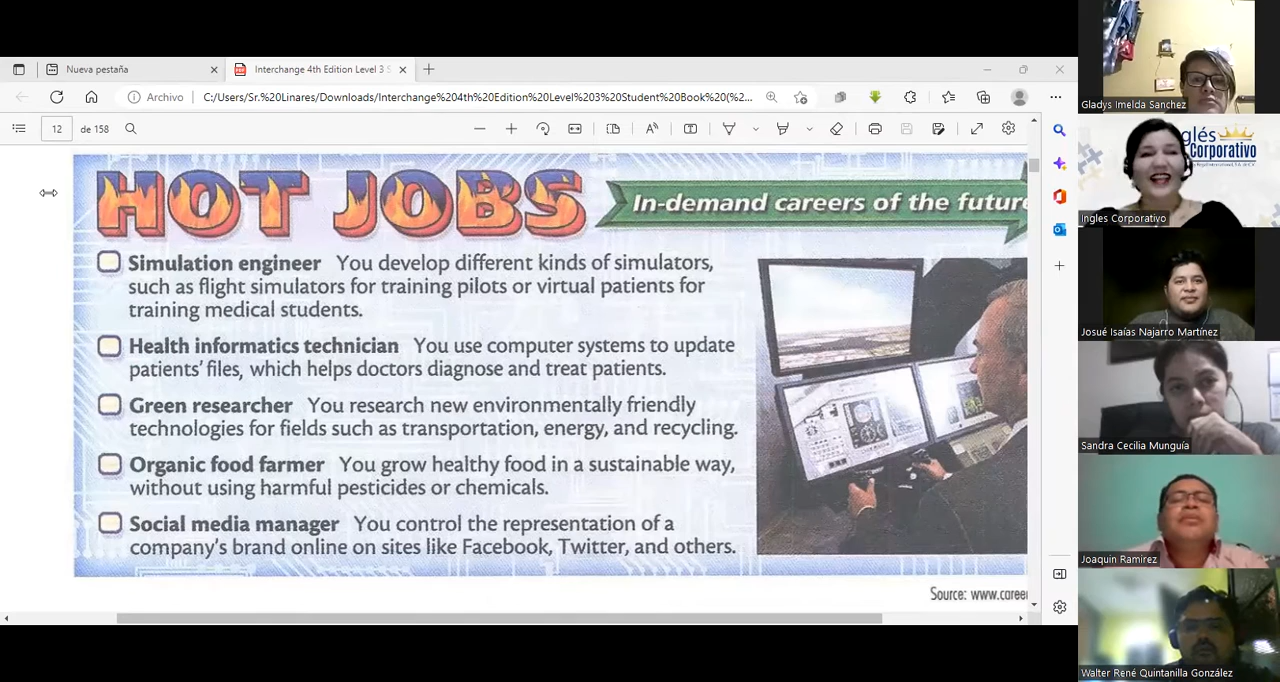 Nueva pestaña
Interchange 4th Edition Level 3 S
Archivo
C:/Users/Sr.%20Linares/Downloads/Interchange%204th%20Edition%20Level%203%20Student%20Book%20(%2...
12
de 158
HOT JOBS
In-demand careers of the future
Simulation engineer You develop different kinds of simulators,
such as flight simulators for training pilots or virtual patients for
training medical students.
Health informatics technician You use computer systems to update
patients' files, which helps doctors diagnose and treat patients.
Green researcher You research new environmentally friendly
technologies for fields such as transportation, energy, and recycling.
Organic food farmer You grow healthy food in a sustainable way,
without using harmful pesticides or chemicals.
Social media manager You control the representation of a
company's brand online on sites like Facebook, Twitter, and others.
Source: www.caree
Gladys Imelda Sanchez
glés
Corporativo
Ingles Corporativo
Josué Isaías Najarro Martínez
Sandra Cecilia Munguía
Joaquin Ramirez
Walter René Quintanilla González